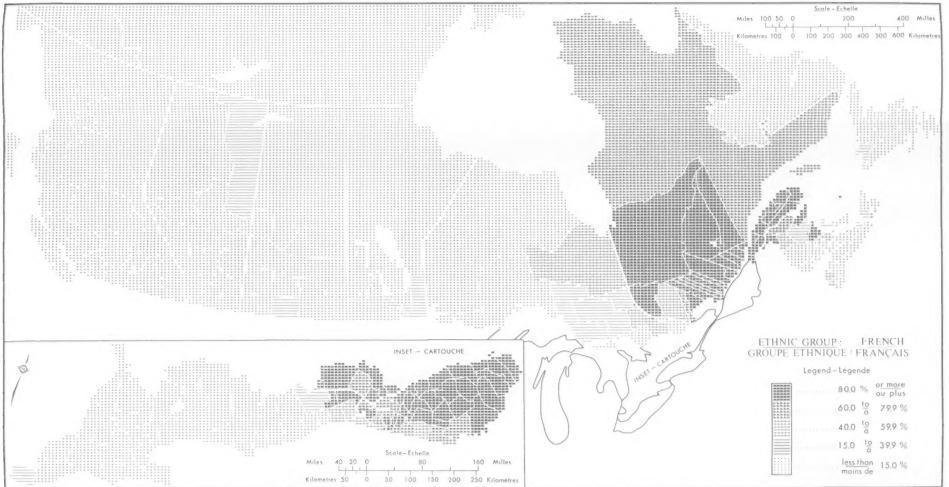 Scale-Echelle
Miles 100 50 0 200 400 Milles
Kilometres 100 0 100 200 300 400 500 600 Kilomètres
INSET – CARTOUCHE
INSET – CARTOUCHE
Scale-Echelle
Miles 40 20 0 80 160 Milles
Kilometres 50 0 50 100 150 200 250 Kilomètres
ETHNIC GROUP: FRENCH
GROUPE ETHNIQUE: FRANÇAIS
Legend-Legende
80.0 % or more
ou plus
60.0 to
à 79.9 %
40.0 to
à 59.9 %
15.0 to
à 39.9 %
less than
moins de 15.0 %